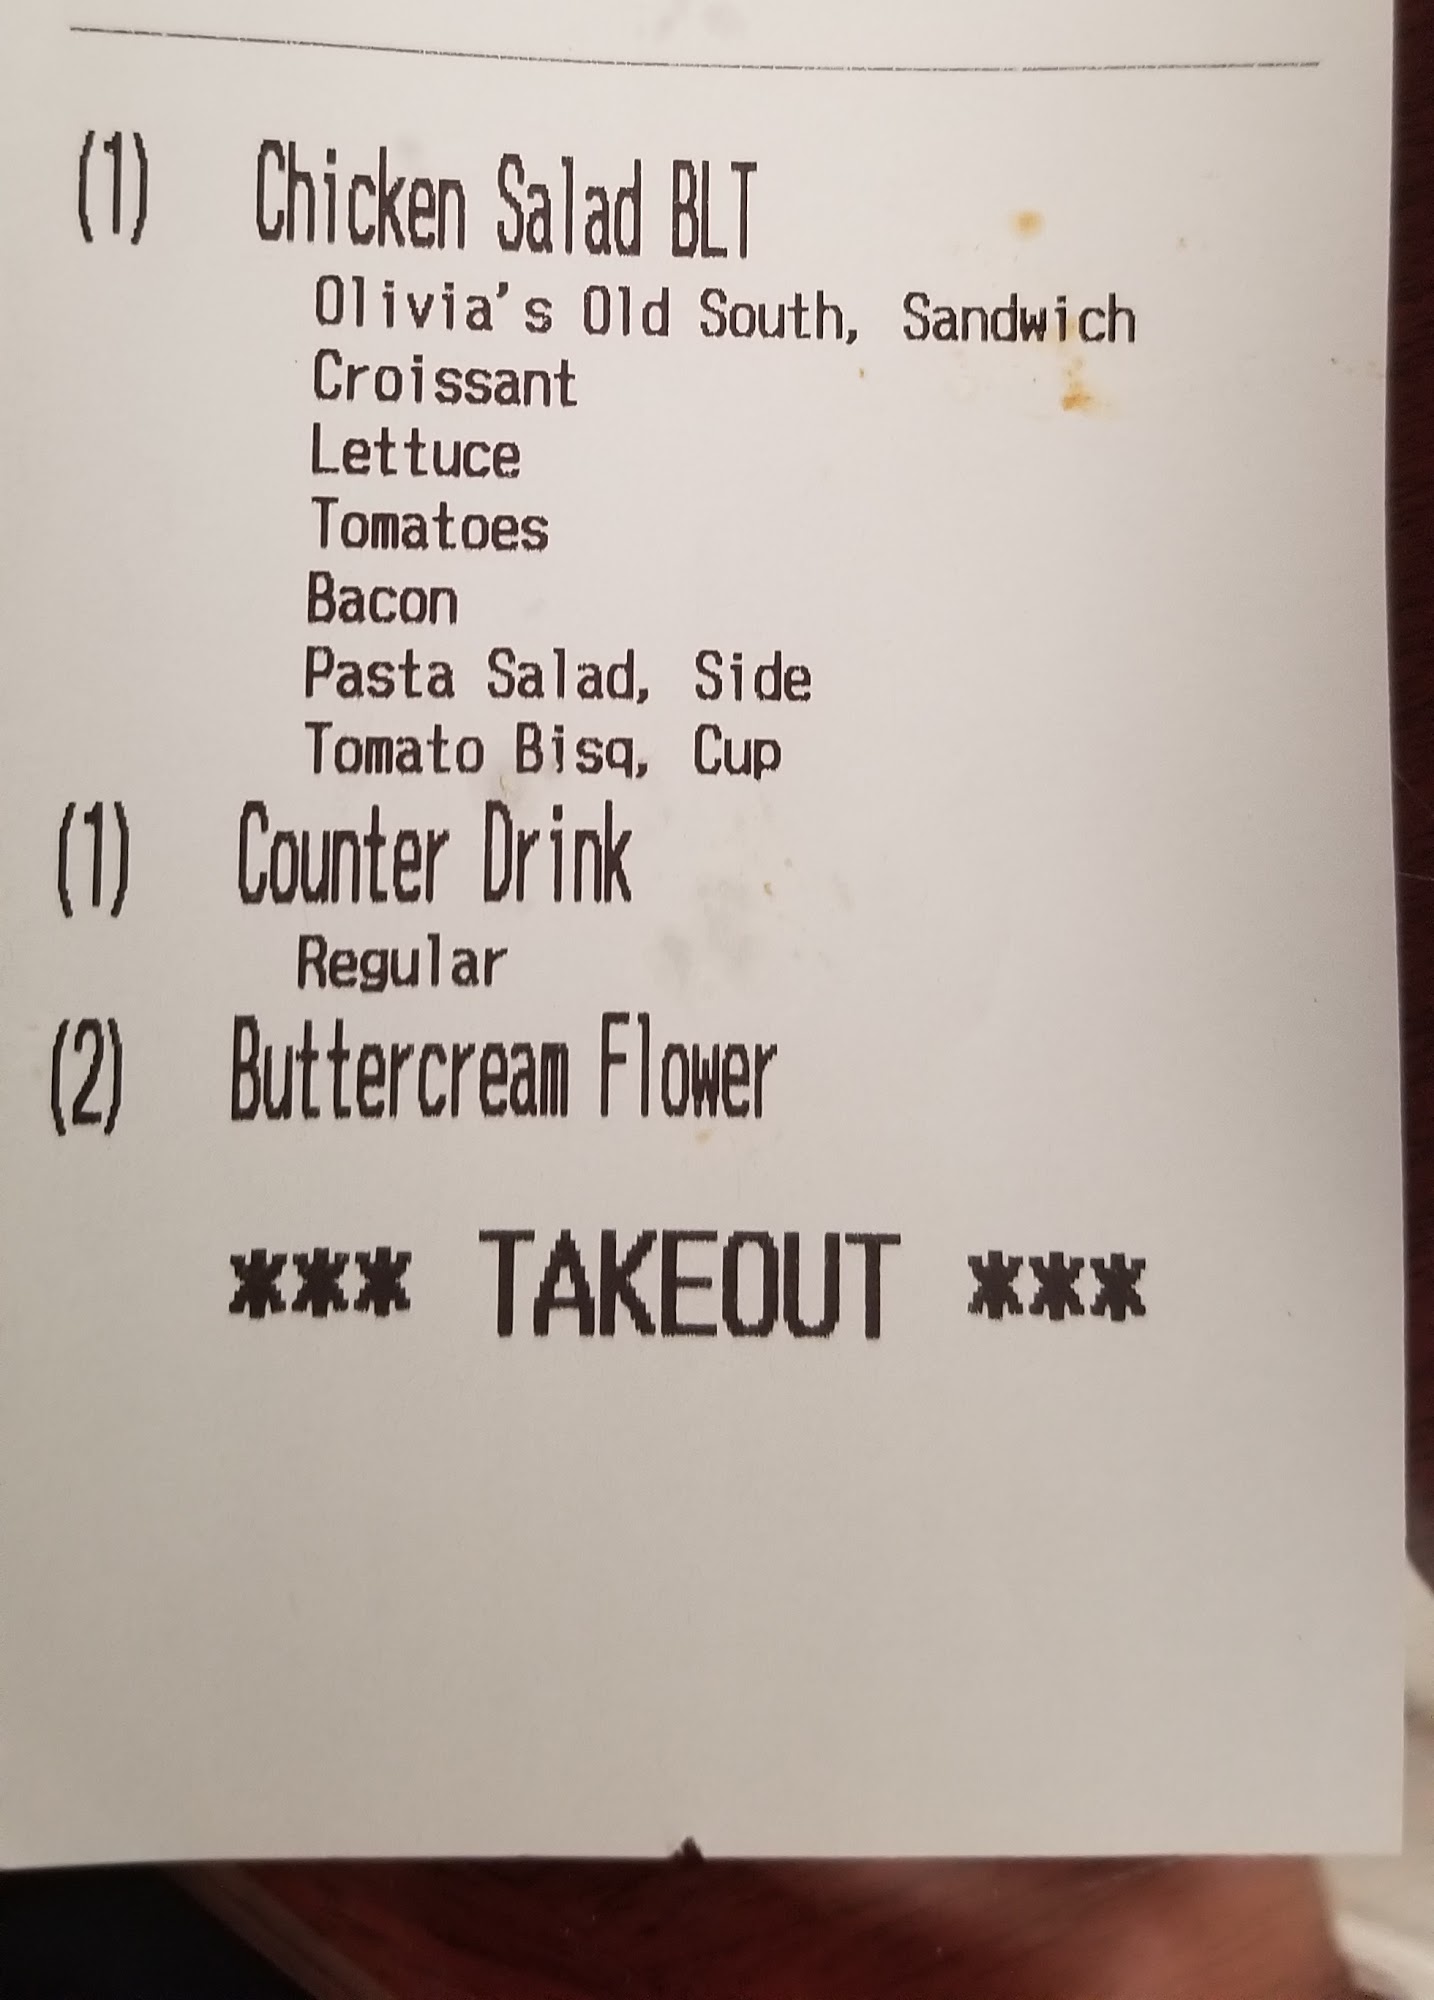 (1) Chicken Salad BLT
Olivia's Old South, Sandwich
Croissant
Lettuce
Tomatoes
Bacon
Pasta Salad, Side
Tomato Bisq, Cup
(1) Counter Drink
Regular
(2) Buttercream Flower
*** TAKEOUT ***